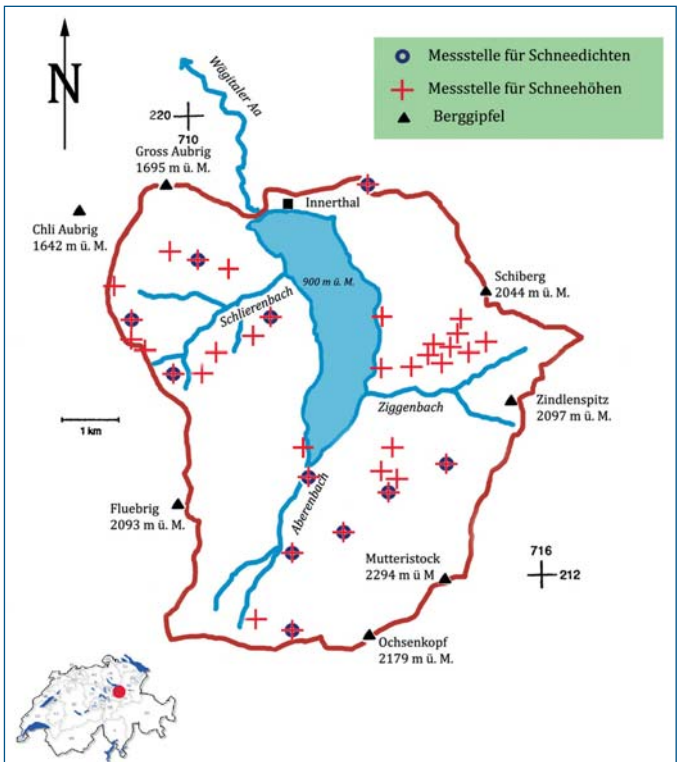 N
Wägitaler Aa
Messstelle für Schneedichten
Messstelle für Schneehöhen
Berggipfel
220
710
Gross Aubrig
1695 m ü. M.
Innerthal
Chli Aubrig
1642 m ü. M.
900 m ü. M.
Schiberg
2044 m ü. M.
Schlierenbach
Ziggenbach
Zindlenspitz
2097 m ü. M.
1 km
Fluebrig
2093 m ü. M.
Aberenbach
Mutteristock
2294 m ü M
716
212
Ochsenkopf
2179 m ü. M.